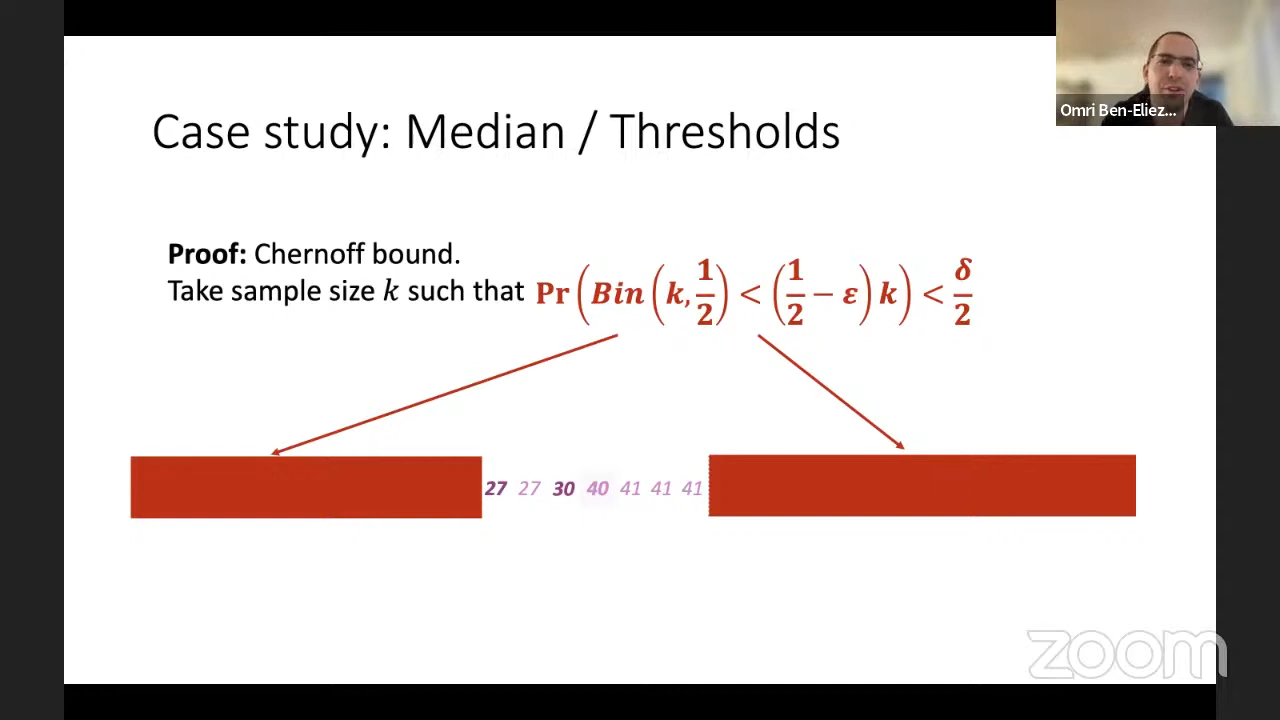 Omri Ben-Eliez...
Case study: Median / Thresholds
Proof: Chernoff bound.
Take sample size k such that Pr(Bin(k, 1/2) < (1/2 − ε) k) < δ/2
27 27 30 40 41 41 41
zoom